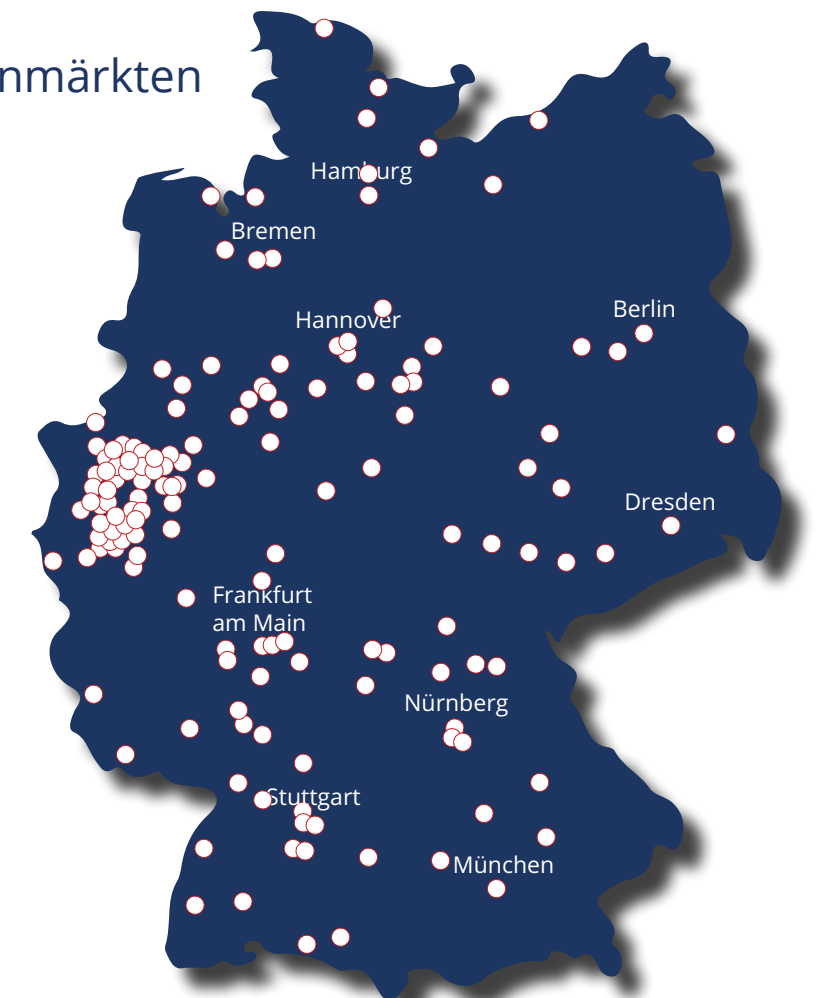 nmärkten
Hamburg
Bremen
Hannover
Berlin
Dresden
Frankfurt
am Main
Nürnberg
Stuttgart
München